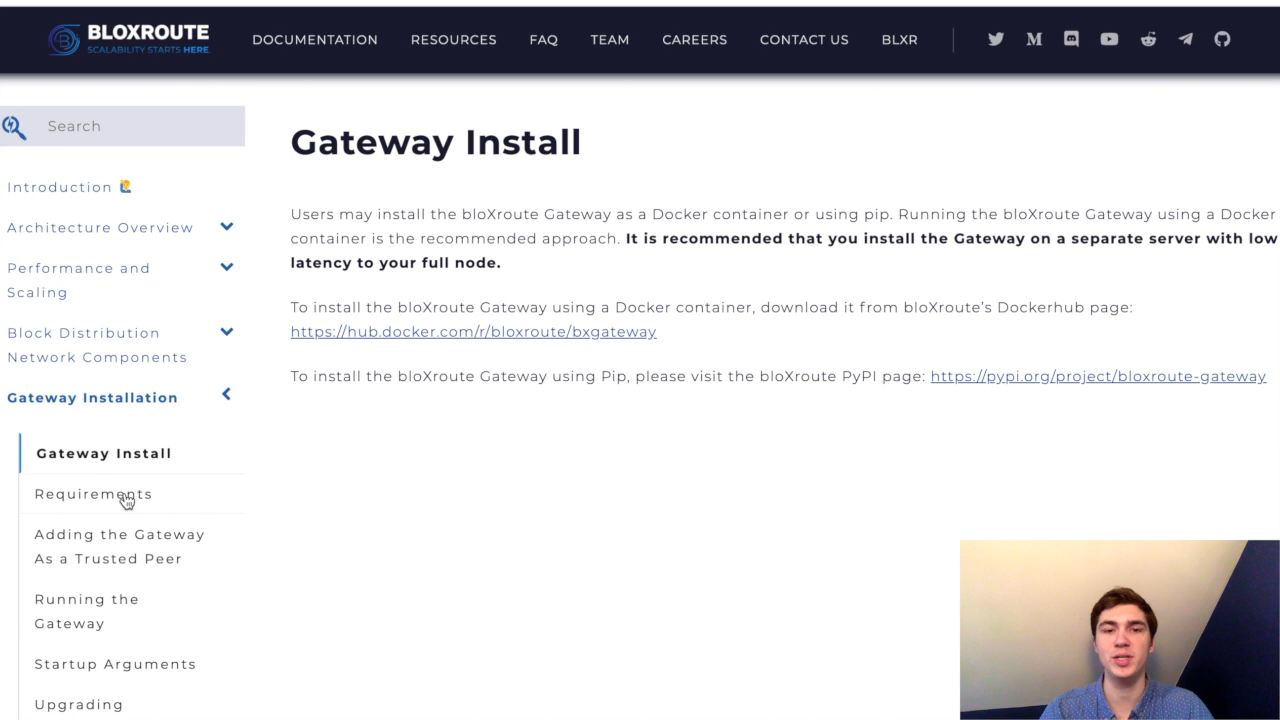 BLOXROUTE
SCALABILITY STARTS HERE.
DOCUMENTATION RESOURCES FAQ TEAM CAREERS CONTACT US BLXR
Search
Introduction
Architecture Overview
Performance and
Scaling
Block Distribution
Network Components
Gateway Installation
Gateway Install
Requirements
Adding the Gateway
As a Trusted Peer
Running the
Gateway
Startup Arguments
Upgrading
Gateway Install
Users may install the bloXroute Gateway as a Docker container or using pip. Running the bloXroute Gateway using a Docker
container is the recommended approach. It is recommended that you install the Gateway on a separate server with low
latency to your full node.
To install the bloXroute Gateway using a Docker container, download it from bloXroute’s Dockerhub page:
https://hub.docker.com/r/bloxroute/bxgateway
To install the bloXroute Gateway using Pip, please visit the bloXroute PyPI page: https://pypi.org/project/bloxroute-gateway